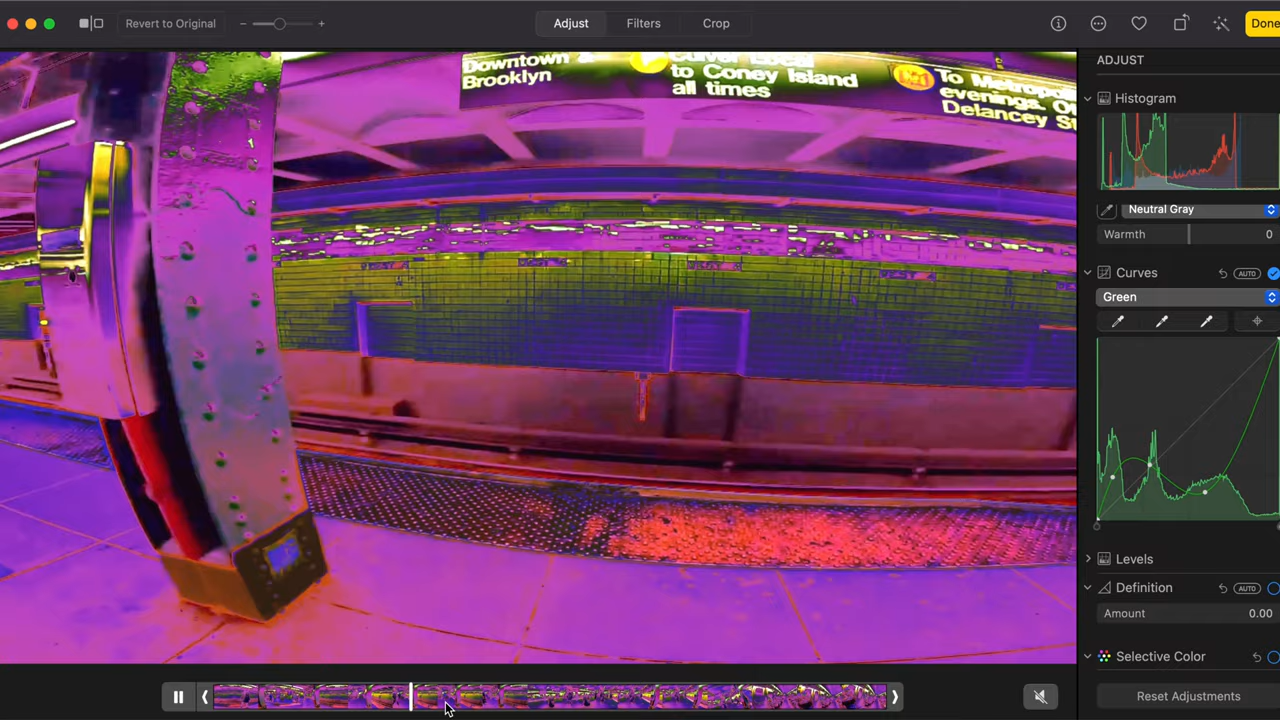 Revert to Original
Adjust
Filters
Crop
Done
ADJUST
Histogram
Neutral Gray
Warmth
0
Curves
AUTO
Green
Levels
Definition
AUTO
Amount
0.00
Selective Color
Reset Adjustments
Downtown &
Brooklyn
Culver Local
to Coney Island
all times
To Metropo
evenings. O
Delancey St